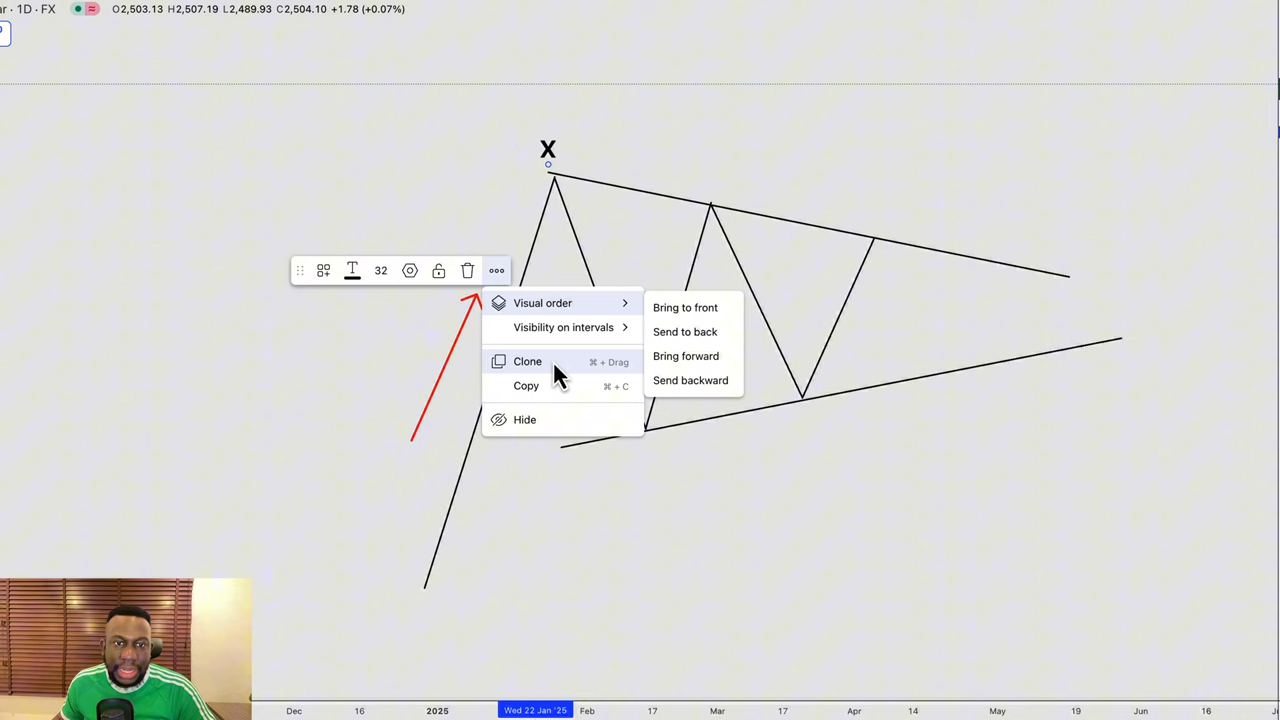 1D · FX O2,503.13 H2,507.19 L2,489.93 C2,504.10 +1.78 (+0.07%)
X
32
Visual order
Visibility on intervals
Clone ⌘ + Drag
Copy ⌘ + C
Hide
Bring to front
Send to back
Bring forward
Send backward
Dec 16 2025 Wed 22 Jan '25 Feb 17 Mar 17 Apr 14 May 19 Jun 16